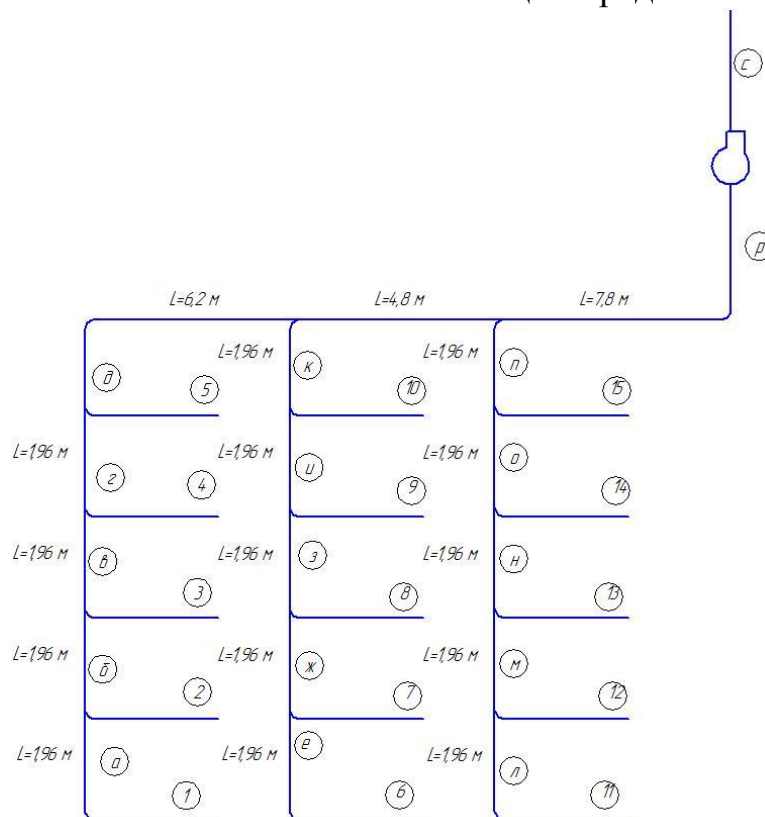 с
р
L=6,2 м L=4,8 м L=7,8 м
L=1,96 м L=1,96 м
д 5 к 10 п 15
L=1,96 м L=1,96 м L=1,96 м
г 4 и 9 о 14
L=1,96 м L=1,96 м L=1,96 м
в 3 з 8 н 13
L=1,96 м L=1,96 м L=1,96 м
б 2 ж 7 м 12
L=1,96 м L=1,96 м L=1,96 м
а 1 е 6 л 11